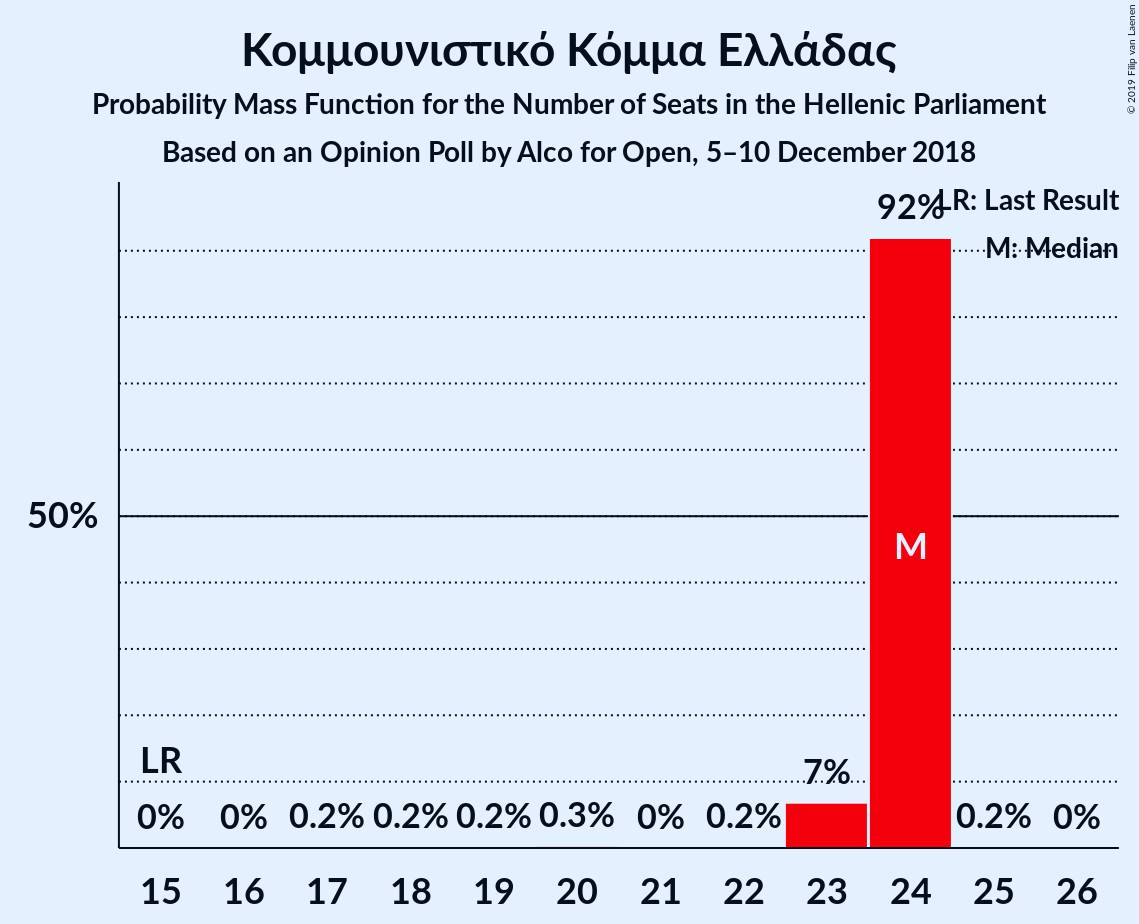 Κομμουνιστικό Κόμμα Ελλάδας
Probability Mass Function for the Number of Seats in the Hellenic Parliament
Based on an Opinion Poll by Alco for Open, 5–10 December 2018
© 2019 Filip van Laenen
LR: Last Result
M: Median
92%
50%
M
LR
7%
0% 0% 0.2% 0.2% 0.2% 0.3% 0% 0.2% 0.2% 0%
15 16 17 18 19 20 21 22 23 24 25 26